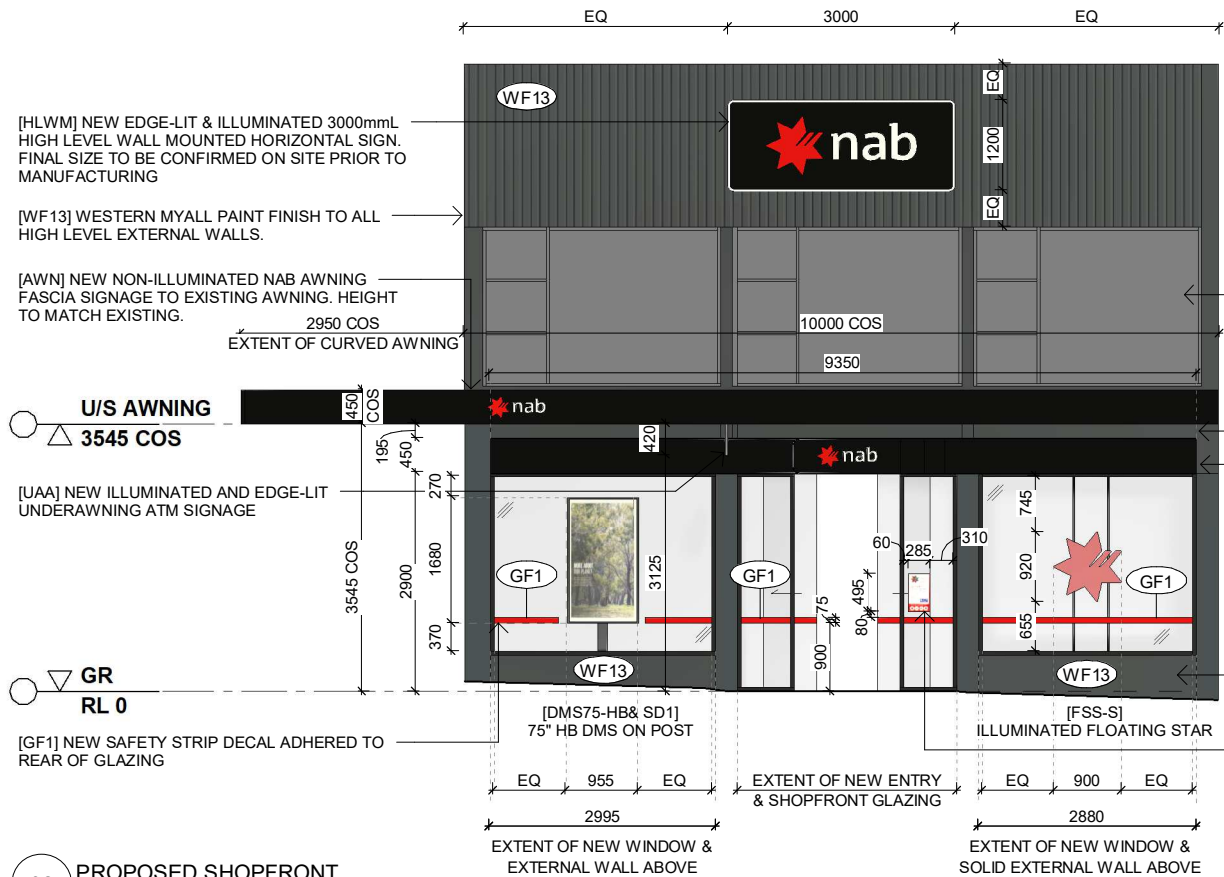 EQ
3000
EQ
WF13
EQ
1200
EQ
nab
[HLWM] NEW EDGE-LIT & ILLUMINATED 3000mmL
HIGH LEVEL WALL MOUNTED HORIZONTAL SIGN.
FINAL SIZE TO BE CONFIRMED ON SITE PRIOR TO
MANUFACTURING
[WF13] WESTERN MYALL PAINT FINISH TO ALL
HIGH LEVEL EXTERNAL WALLS.
[AWN] NEW NON-ILLUMINATED NAB AWNING
FASCIA SIGNAGE TO EXISTING AWNING. HEIGHT
TO MATCH EXISTING.
2950 COS
10000 COS
EXTENT OF CURVED AWNING
9350
U/S AWNING
3545 COS
450
COS
nab
195
450
420
nab
[UAA] NEW ILLUMINATED AND EDGE-LIT
UNDERAWNING ATM SIGNAGE
3545 COS
2900
270
1680
370
GF1
3125
GF1
75
900
80
495
60
285
310
745
920
655
GF1
GR
RL 0
WF13
WF13
[DMS75-HB& SD1]
75" HB DMS ON POST
[FSS-S]
ILLUMINATED FLOATING STAR
[GF1] NEW SAFETY STRIP DECAL ADHERED TO
REAR OF GLAZING
EQ
955
EQ
EXTENT OF NEW ENTRY
& SHOPFRONT GLAZING
EQ
900
EQ
2995
2880
EXTENT OF NEW WINDOW &
EXTERNAL WALL ABOVE
EXTENT OF NEW WINDOW &
SOLID EXTERNAL WALL ABOVE
PROPOSED SHOPFRONT